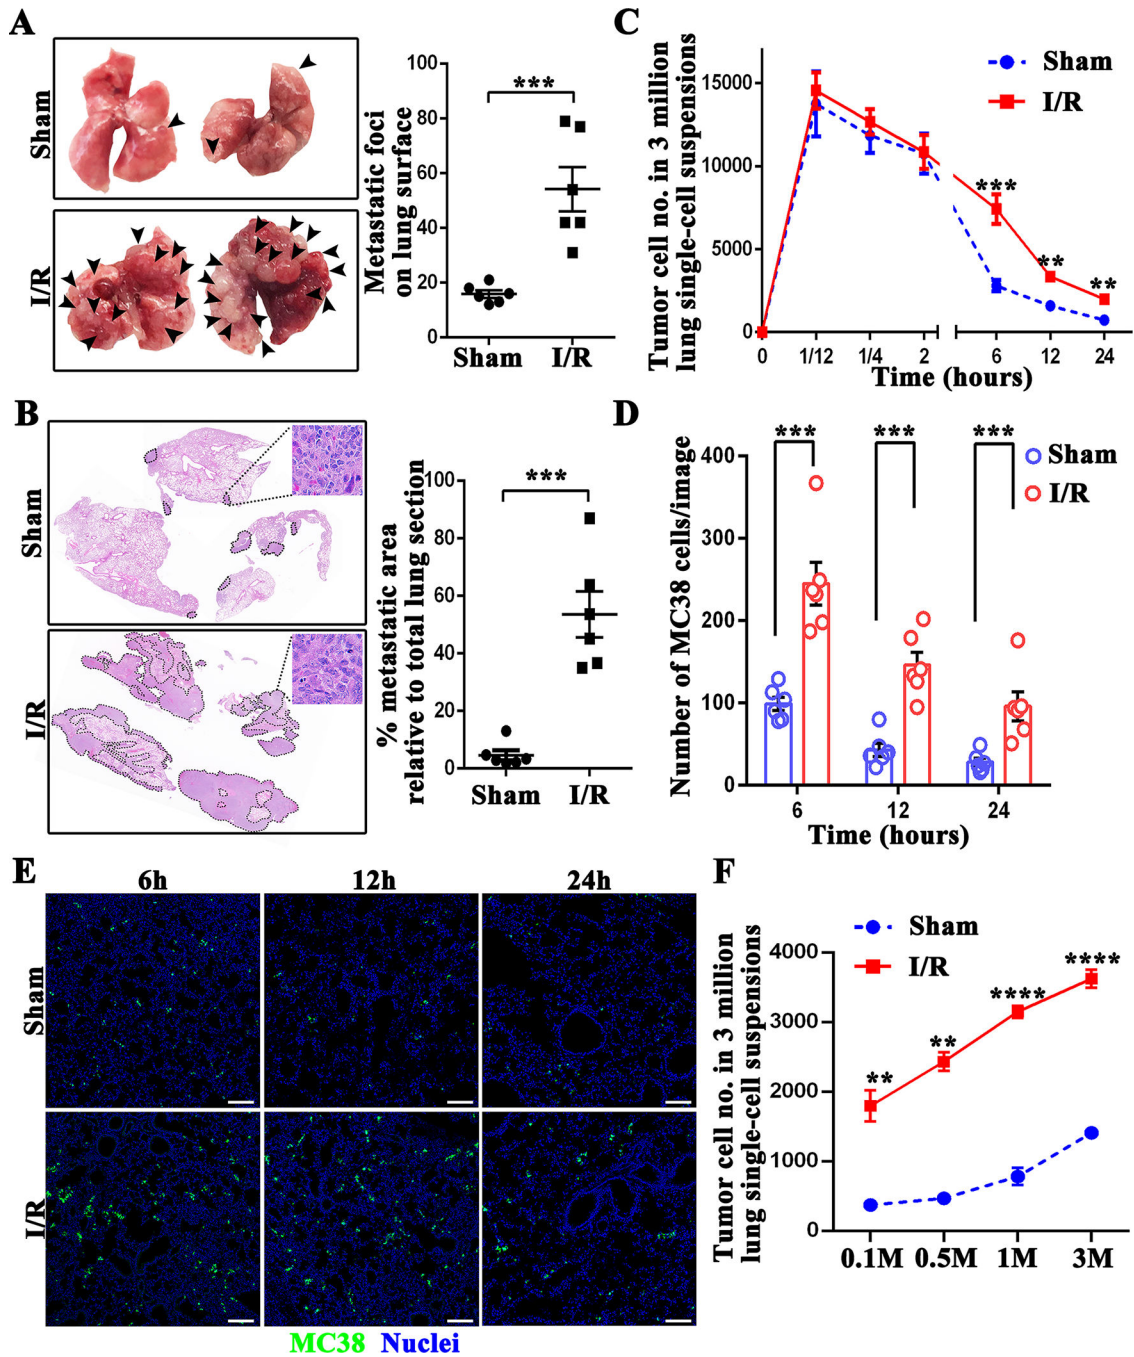 A
Sham
I/R
Metastatic foci
on lung surface
100
80
60
40
20
0
***
Sham
I/R
C
Tumor cell no. in 3 million
lung single-cell suspensions
15000
10000
5000
0
Sham
I/R
***
**
**
0
1/12
1/4
2
6
12
24
Time (hours)
B
Sham
I/R
% metastatic area
relative to total lung section
100
80
60
40
20
0
***
Sham
I/R
D
Number of MC38 cells/image
400
300
200
100
0
***
***
***
Sham
I/R
6
12
24
Time (hours)
E
6h
12h
24h
Sham
I/R
MC38 Nuclei
F
Tumor cell no. in 3 million
lung single-cell suspensions
4000
3000
2000
1000
0
Sham
I/R
**
**
****
****
0.1M
0.5M
1M
3M